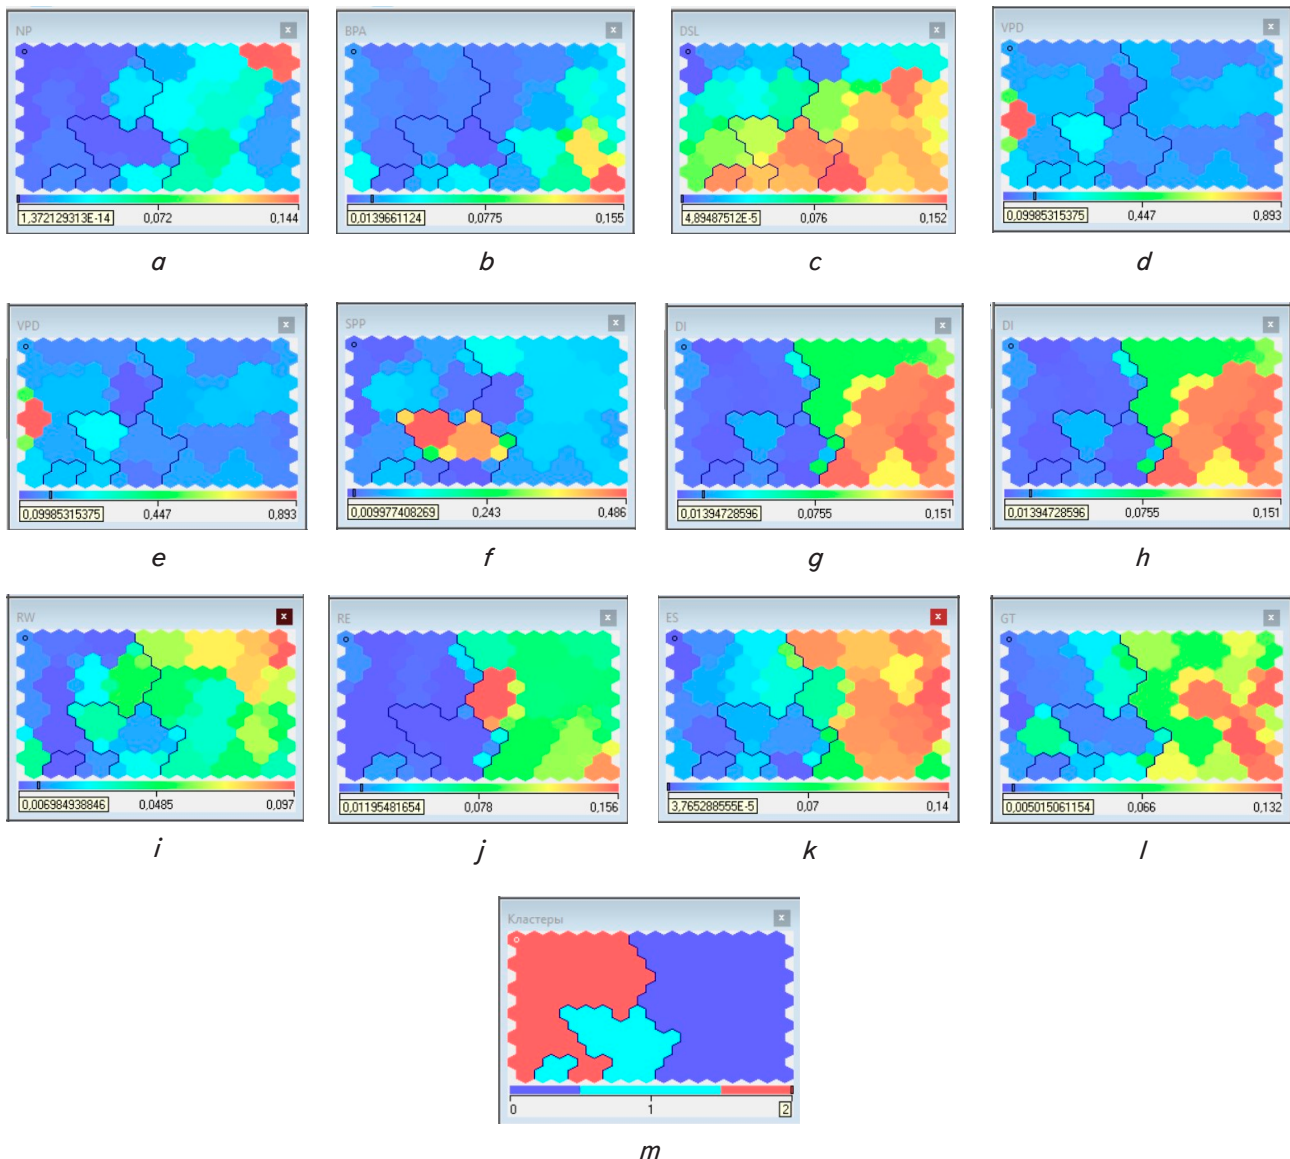 NP x
1,372129313E-14 0,072 0,144
a
BPA x
0,0139661124 0,0775 0,155
b
DSL x
4,89487512E-5 0,076 0,152
c
VPD x
0,09985315375 0,447 0,893
d
VPD x
0,09985315375 0,447 0,893
e
SPP x
0,009977408269 0,243 0,486
f
DI x
0,01394728596 0,0755 0,151
g
DI x
0,01394728596 0,0755 0,151
h
RW x
0,006984938846 0,0485 0,097
i
RE x
0,01195481654 0,078 0,156
j
ES x
3,765288555E-5 0,07 0,14
k
GT x
0,005015061154 0,066 0,132
l
Кластеры x
0 1 2
m